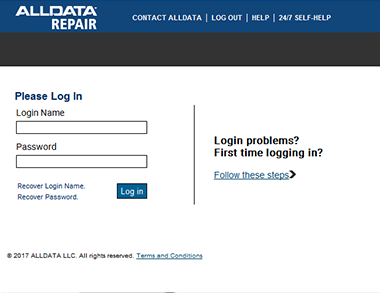 ALLDATA
REPAIR
CONTACT ALLDATA | LOG OUT | HELP | 24/7 SELF-HELP
Please Log In
Login Name
Password
Recover Login Name.
Recover Password.
Log in
Login problems?
First time logging in?
Follow these steps
© 2017 ALLDATA LLC. All rights reserved. Terms and Conditions